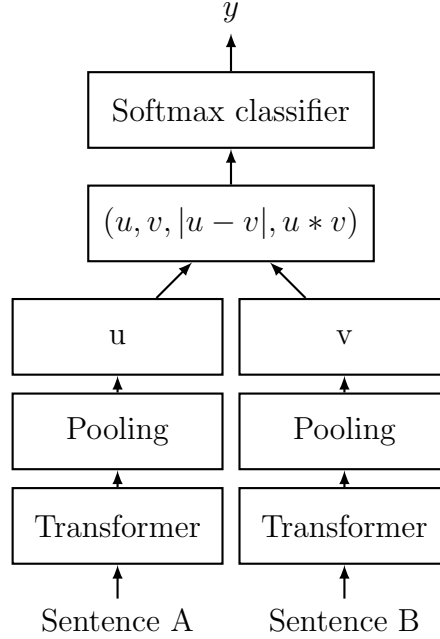 y
Softmax classifier
(u, v, |u − v|, u ∗ v)
u v
Pooling Pooling
Transformer Transformer
Sentence A Sentence B